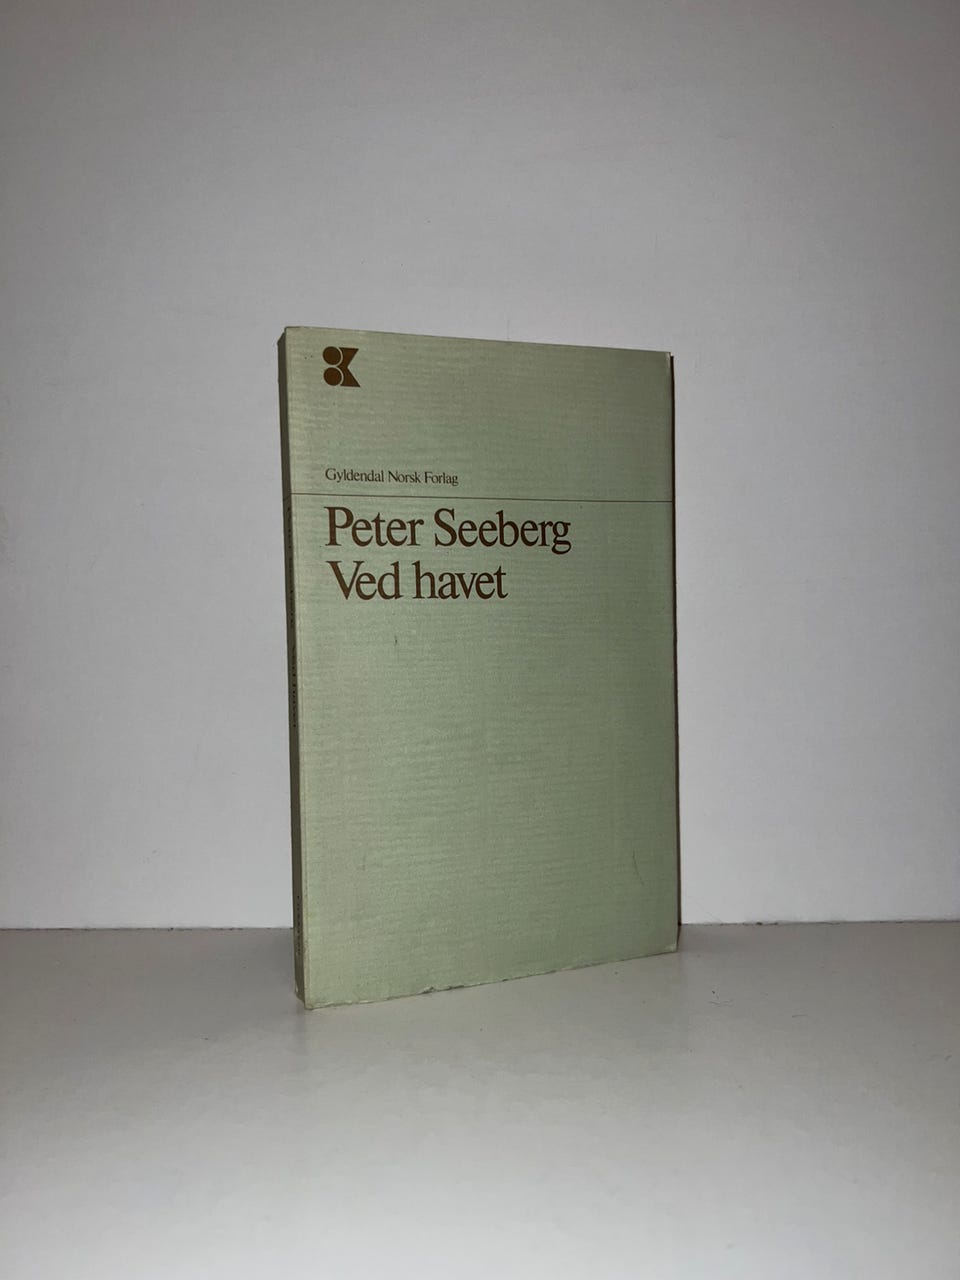 Gyldendal Norsk Forlag
Peter Seeberg
Ved havet